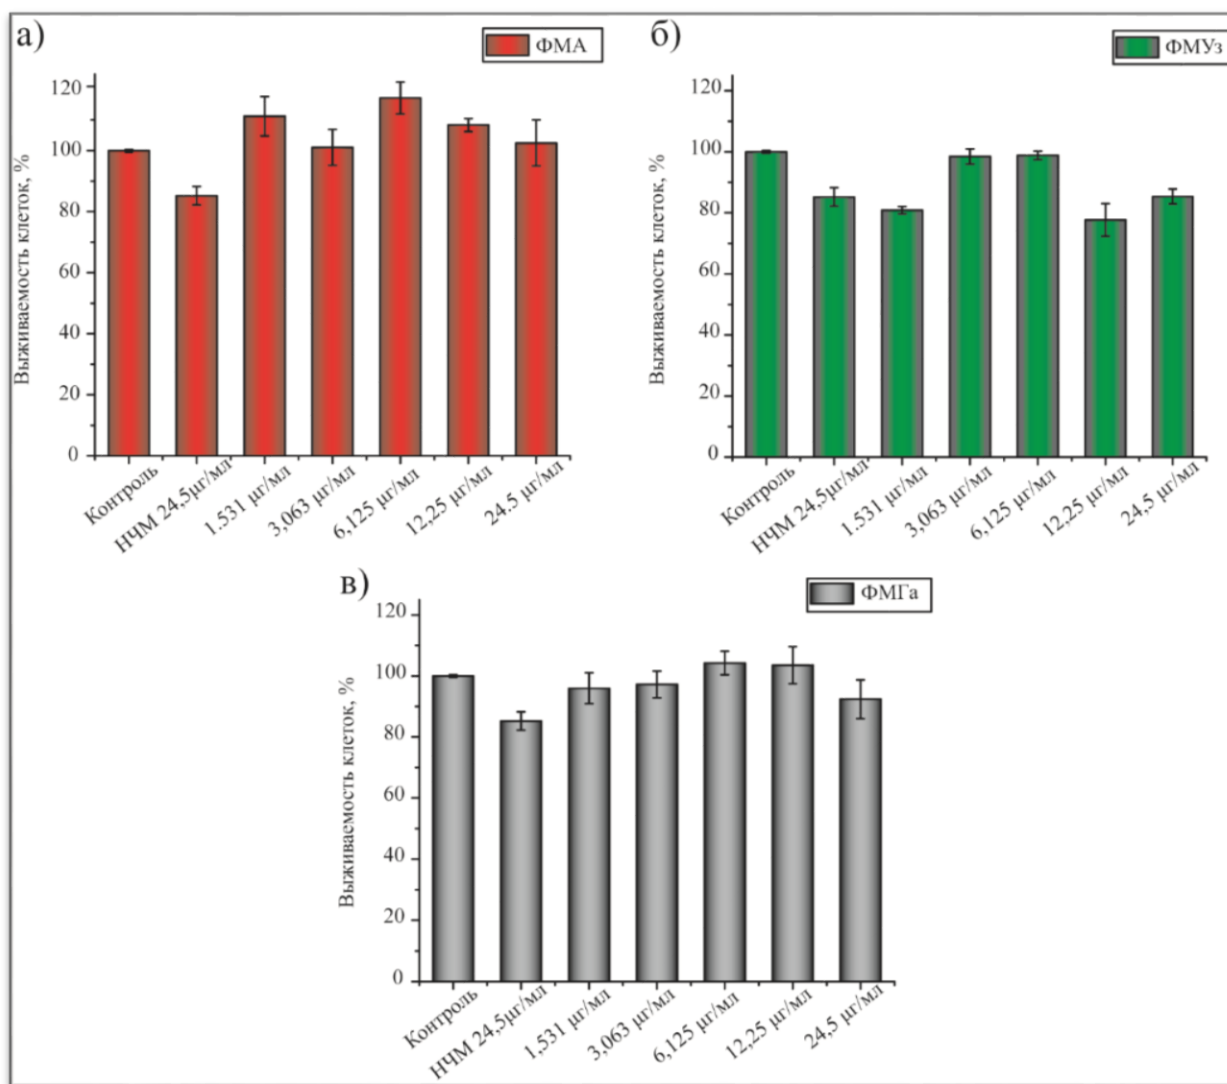 а)
ФМА
Выживаемость клеток, %
120
100
80
60
40
20
0
Контроль
НЧМ 24,5µг/мл
1.531 µг/мл
3,063 µг/мл
6,125 µг/мл
12,25 µг/мл
24,5 µг/мл
б)
ФМУз
Выживаемость клеток, %
120
100
80
60
40
20
0
Контроль
НЧМ 24,5µг/мл
1.531 µг/мл
3,063 µг/мл
6,125 µг/мл
12,25 µг/мл
24,5 µг/мл
в)
ФМГа
Выживаемость клеток, %
120
100
80
60
40
20
0
Контроль
НЧМ 24,5µг/мл
1,531 µг/мл
3,063 µг/мл
6,125 µг/мл
12,25 µг/мл
24,5 µг/мл